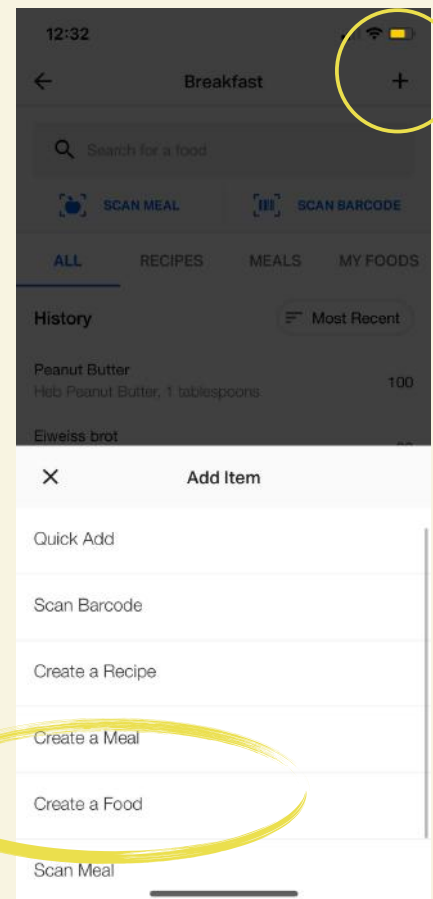 12:32
Breakfast
Search for a food
SCAN MEAL SCAN BARCODE
ALL RECIPES MEALS MY FOODS
History Most Recent
Peanut Butter
Heb Peanut Butter, 1 tablespoons 100
Eiweiss brot
Add Item
Quick Add
Scan Barcode
Create a Recipe
Create a Meal
Create a Food
Scan Meal